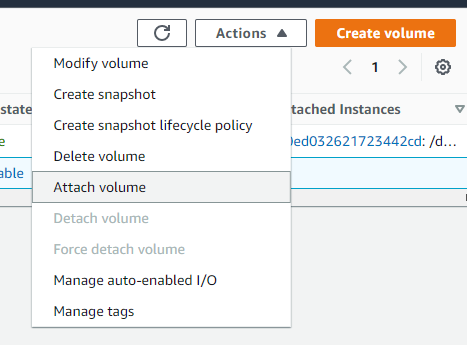 Actions
Create volume
1
state
tached Instances
e
0ed032621723442cd: /d...
able
Modify volume
Create snapshot
Create snapshot lifecycle policy
Delete volume
Attach volume
Detach volume
Force detach volume
Manage auto-enabled I/O
Manage tags